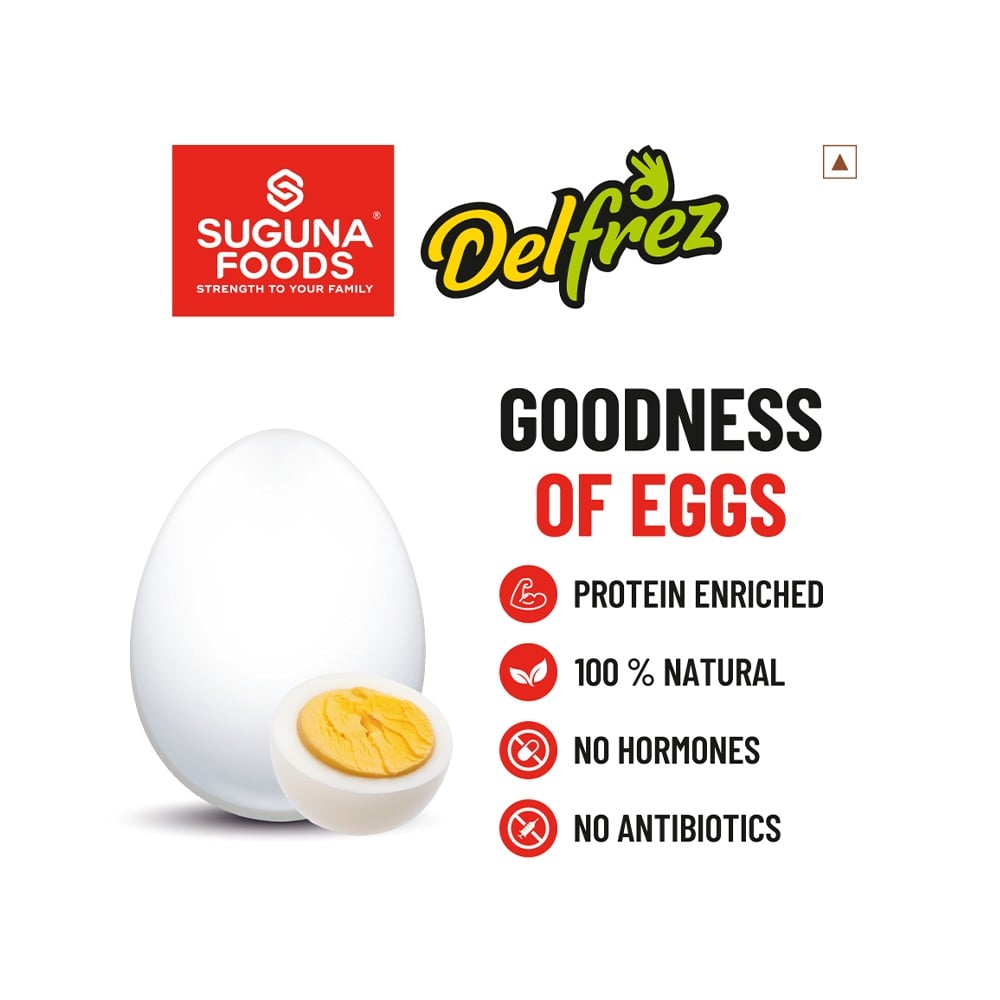 SUGUNA®
FOODS
STRENGTH TO YOUR FAMILY
Delfrez
GOODNESS
OF EGGS
PROTEIN ENRICHED
100 % NATURAL
NO HORMONES
NO ANTIBIOTICS